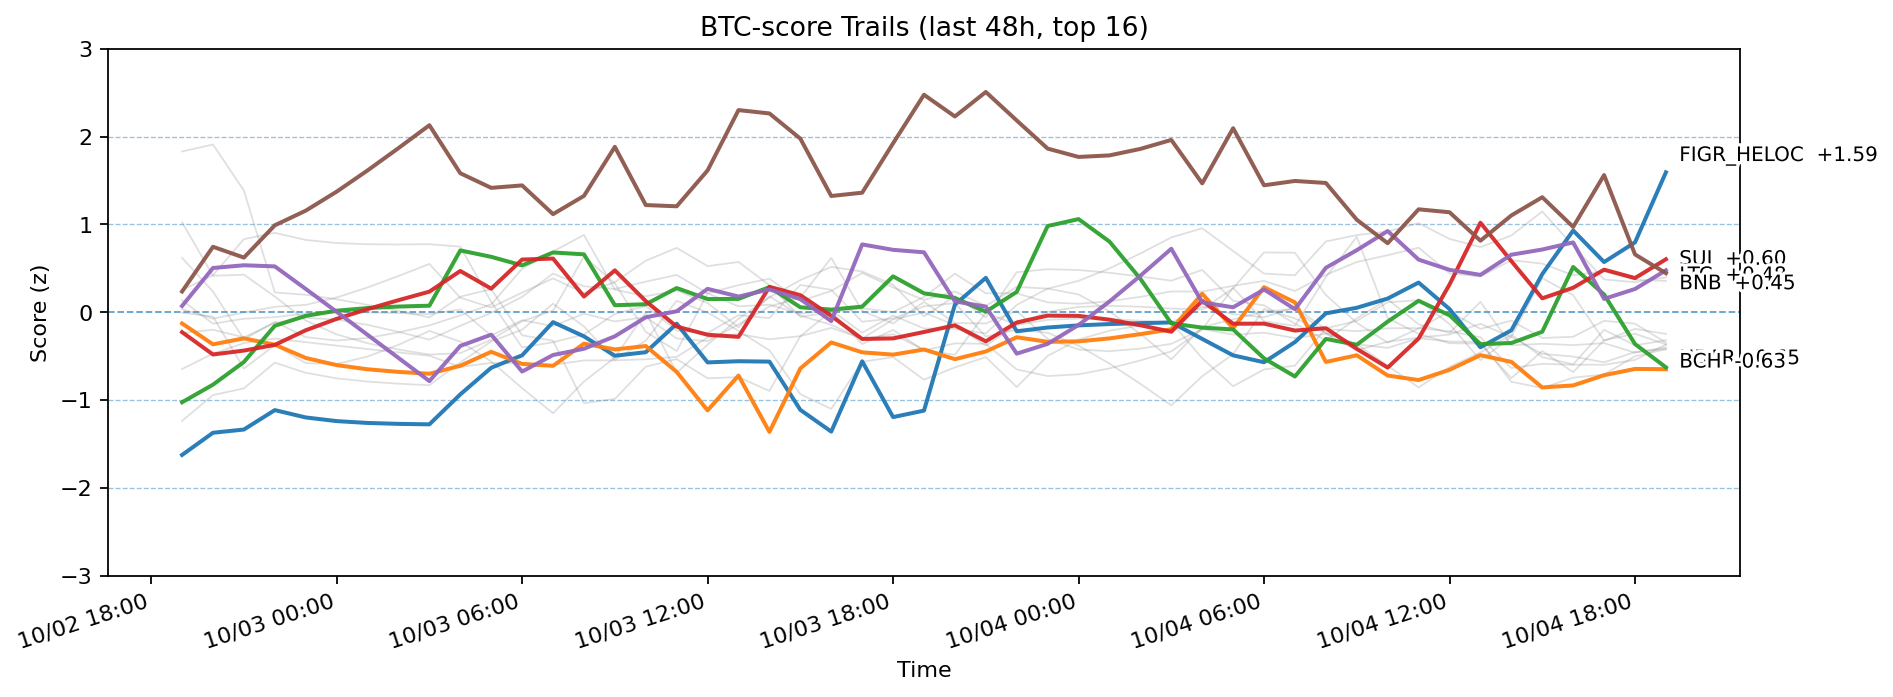 BTC-score Trails (last 48h, top 16)
Score (z)
3
2
1
0
−1
−2
−3
FIGR_HELOC +1.59
+0.60
BNB +0.45
BCH -0.63
10/02 18:00
10/03 00:00
10/03 06:00
10/03 12:00
10/03 18:00
10/04 00:00
10/04 06:00
10/04 12:00
10/04 18:00
Time